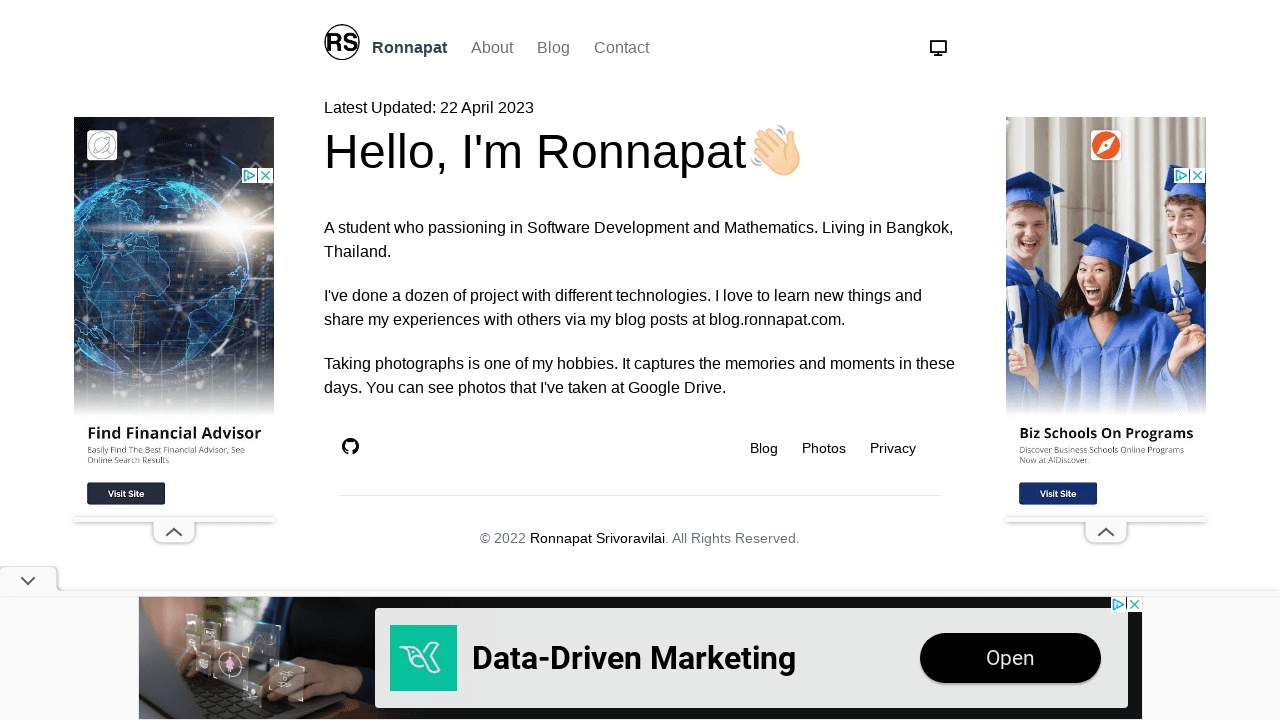 RS
Ronnapat About Blog Contact
Latest Updated: 22 April 2023
Hello, I'm Ronnapat
A student who passioning in Software Development and Mathematics. Living in Bangkok,
Thailand.
I've done a dozen of project with different technologies. I love to learn new things and
share my experiences with others via my blog posts at blog.ronnapat.com.
Taking photographs is one of my hobbies. It captures the memories and moments in these
days. You can see photos that I've taken at Google Drive.
Blog Photos Privacy
© 2022 Ronnapat Srivoravilai. All Rights Reserved.
Find Financial Advisor
Easily Find The Best Financial Advisor, See
Online Search Results
Visit Site
Biz Schools On Programs
Discover Business Schools Online Programs
Now at AIDiscover.
Visit Site
Data-Driven Marketing
Open